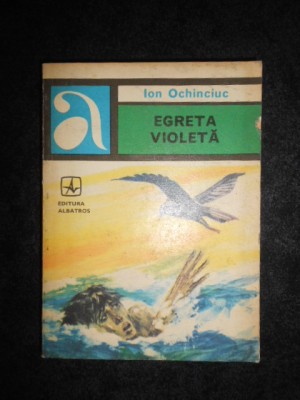 a
Ion Ochinciuc
EGRETA
VIOLETĂ
EDITURA
ALBATROS